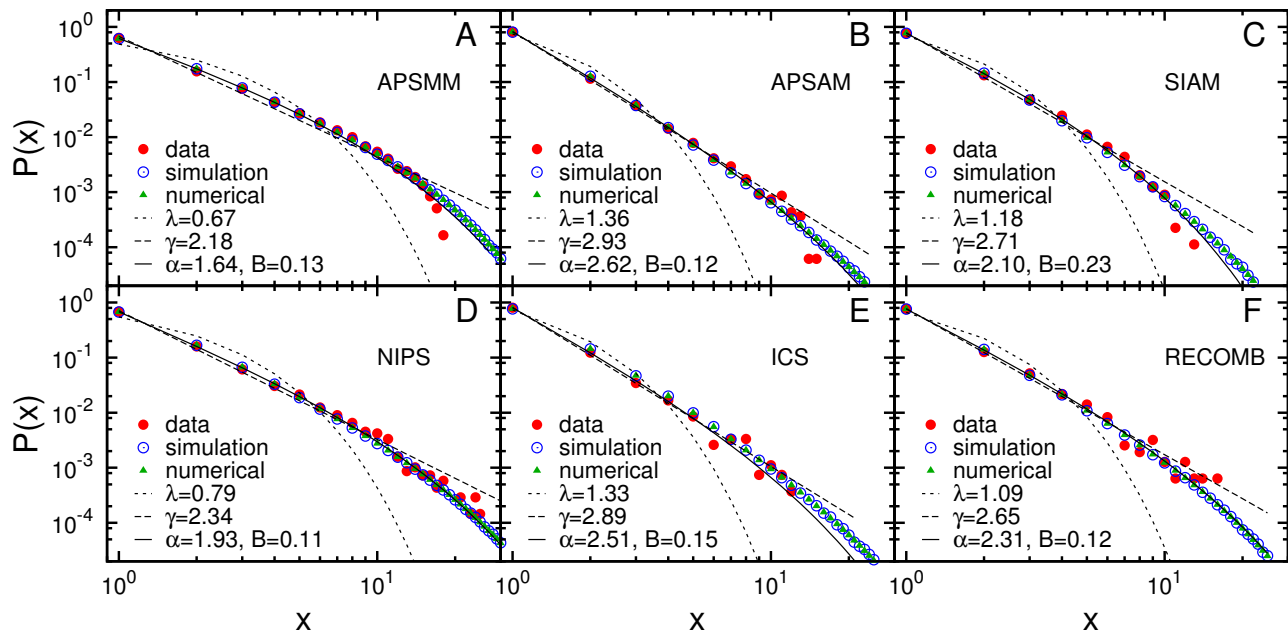 A
APSMM
10^0
10^-1
10^-2
10^-3
10^-4
P(x)
data
simulation
numerical
λ=0.67
γ=2.18
α=1.64, B=0.13
B
APSAM
data
simulation
numerical
λ=1.36
γ=2.93
α=2.62, B=0.12
C
SIAM
data
simulation
numerical
λ=1.18
γ=2.71
α=2.10, B=0.23
D
NIPS
10^0
10^-1
10^-2
10^-3
10^-4
P(x)
data
simulation
numerical
λ=0.79
γ=2.34
α=1.93, B=0.11
10^0
10^1
x
E
ICS
data
simulation
numerical
λ=1.33
γ=2.89
α=2.51, B=0.15
10^0
10^1
x
F
RECOMB
data
simulation
numerical
λ=1.09
γ=2.65
α=2.31, B=0.12
10^0
10^1
x